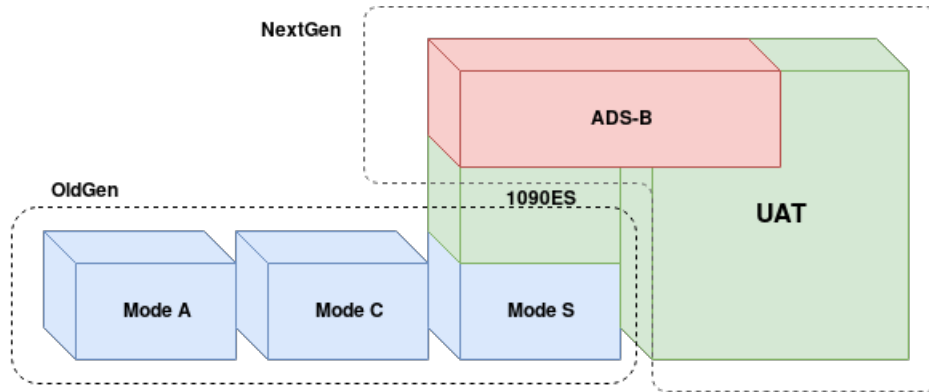 NextGen
ADS-B
OldGen
1090ES
UAT
Mode A
Mode C
Mode S